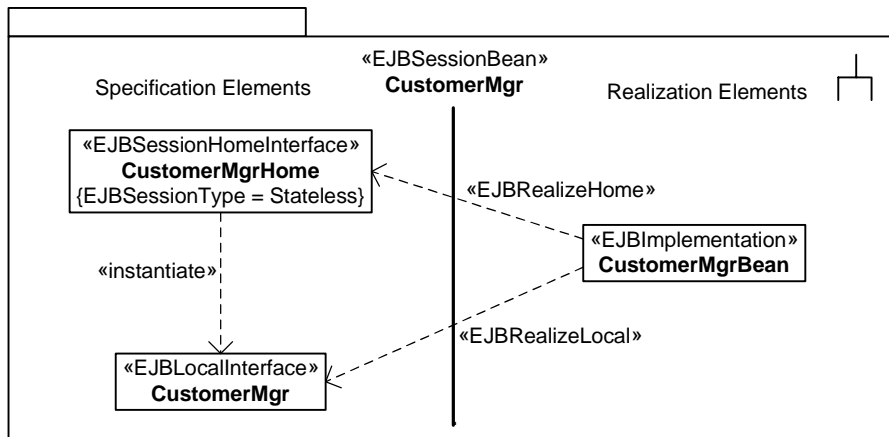 «EJBSessionBean»
CustomerMgr
Specification Elements
Realization Elements
«EJBSessionHomeInterface»
CustomerMgrHome
{EJBSessionType = Stateless}
«EJBRealizeHome»
«EJBImplementation»
CustomerMgrBean
«instantiate»
«EJBRealizeLocal»
«EJBLocalInterface»
CustomerMgr